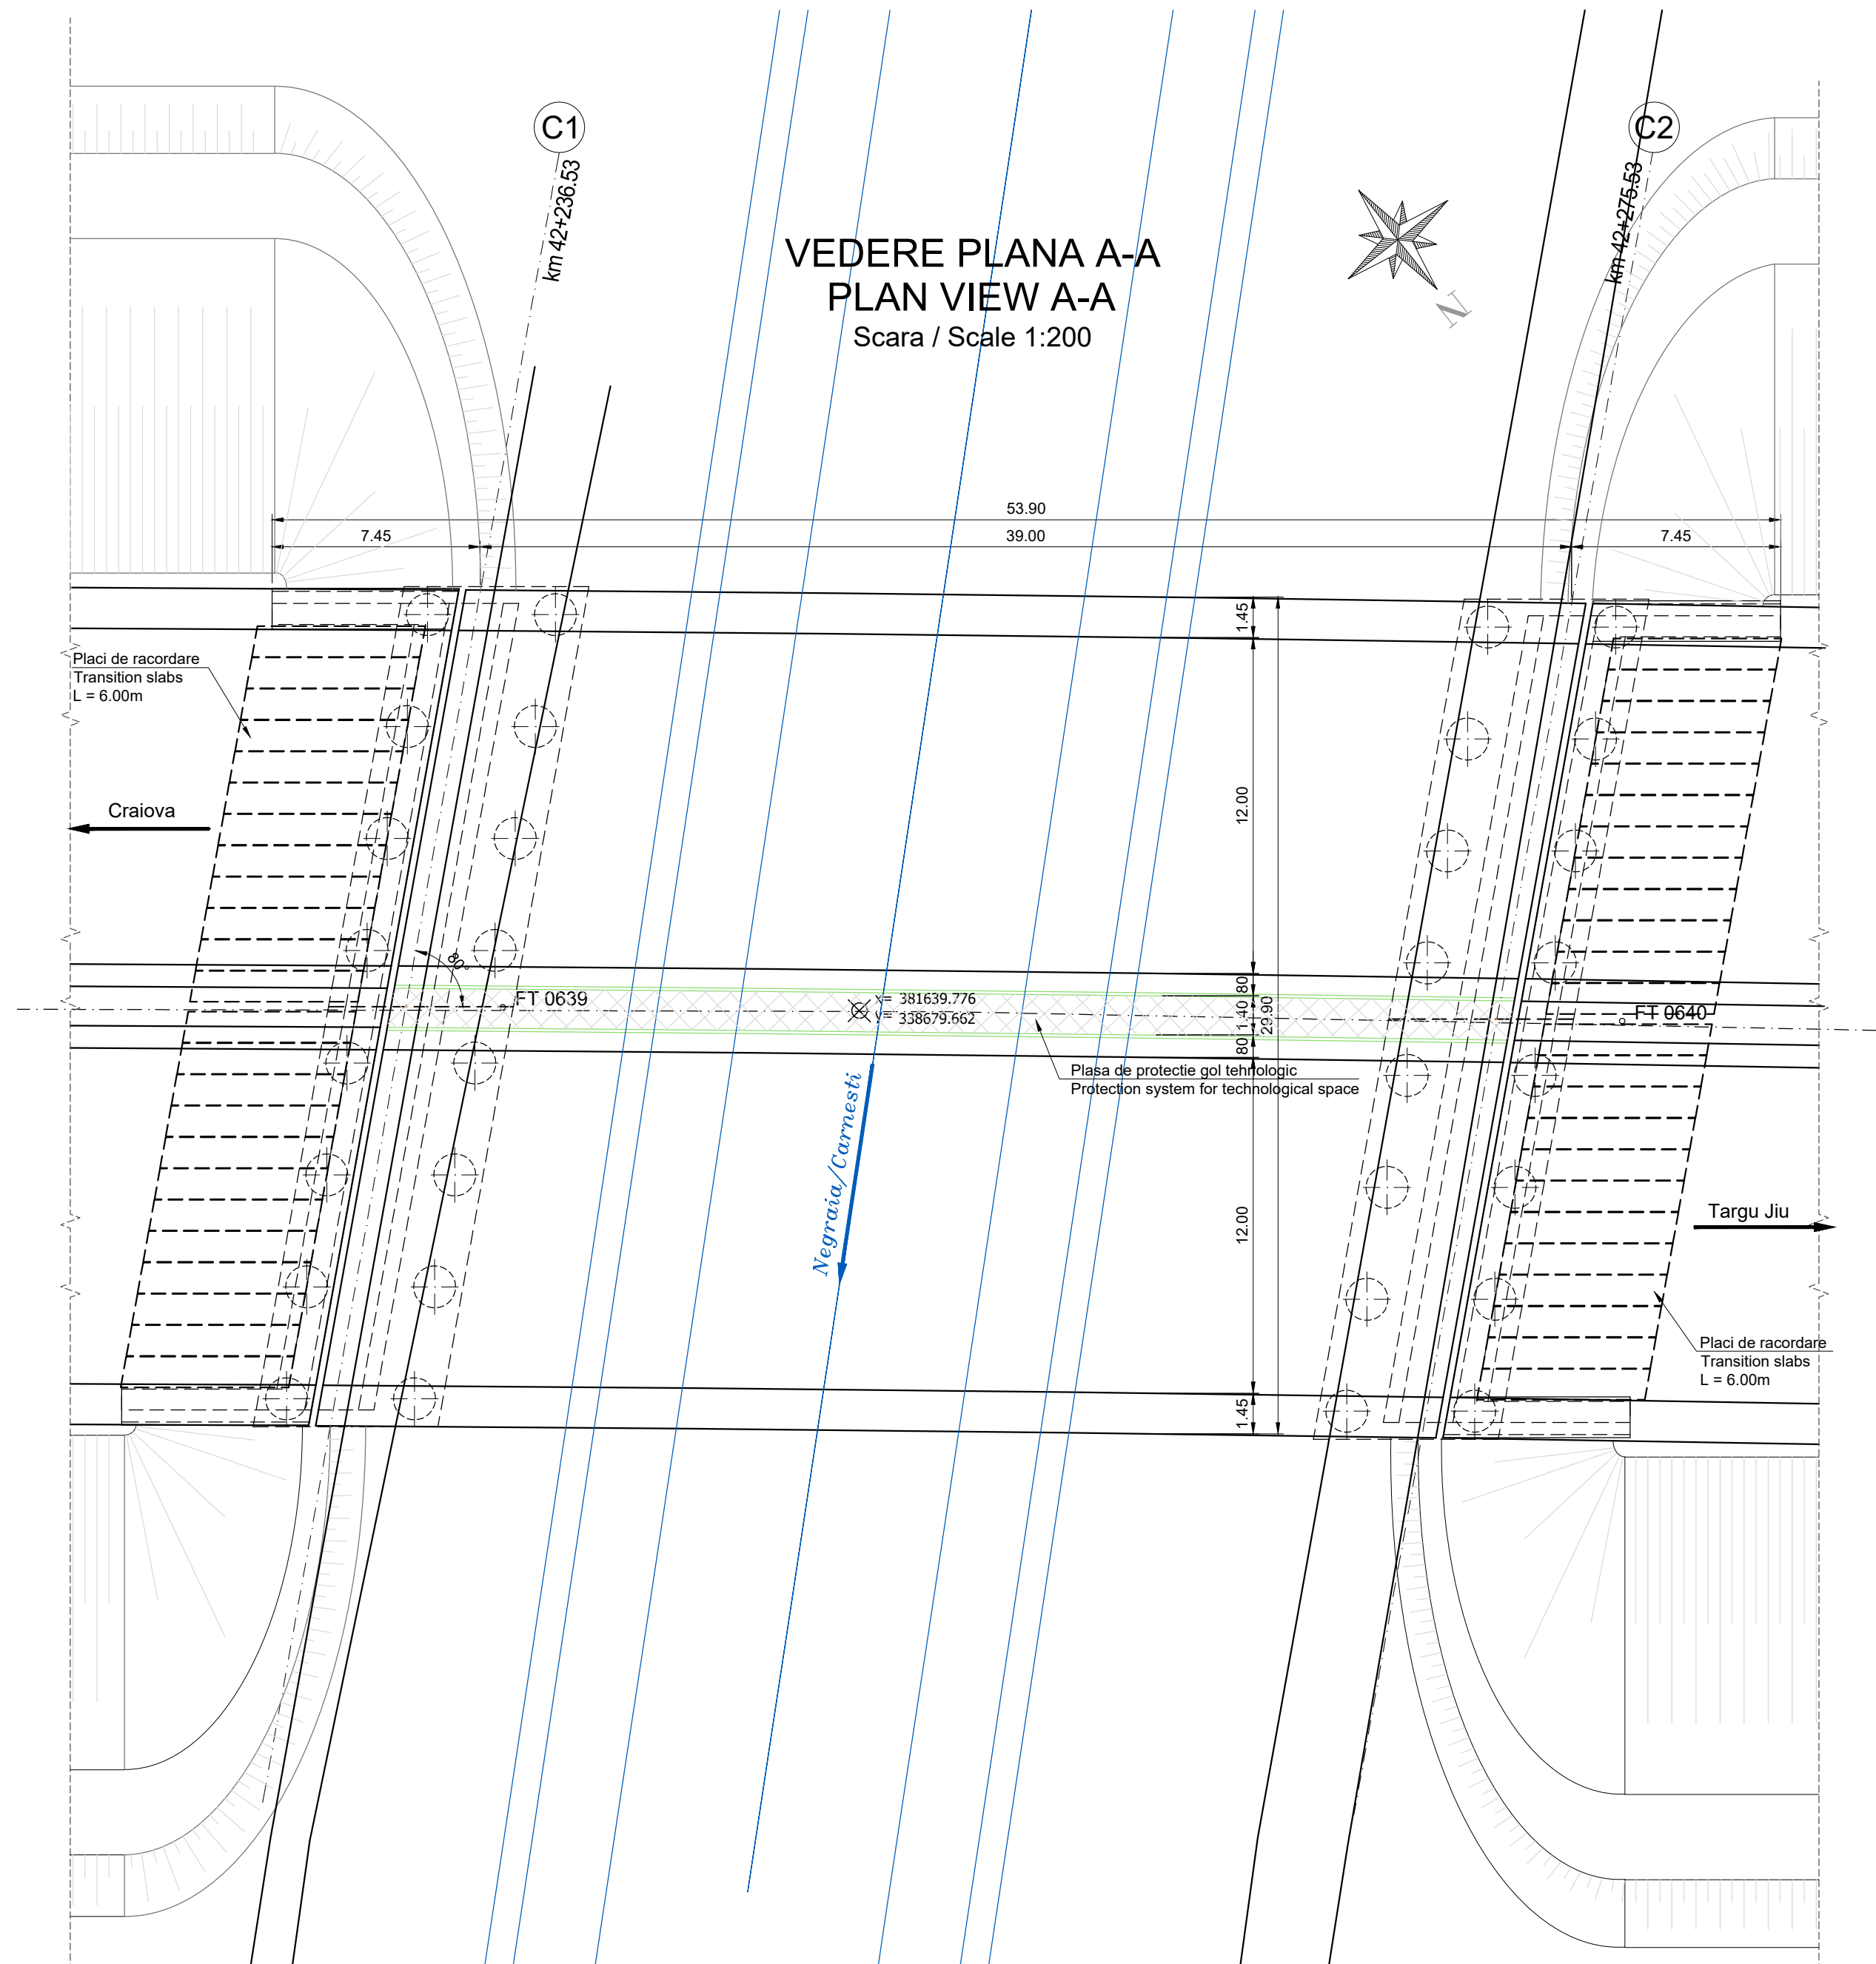 C1
C2
km 42+236.53
km 42+275.53
VEDERE PLANA A-A
PLAN VIEW A-A
Scara / Scale 1:200
N
53.90
7.45
39.00
7.45
1.45
Placi de racordare
Transition slabs
L = 6.00m
12.00
Craiova
80°
FT 0639
x= 381639.776
y= 338679.662
80
1.40
80
29.90
FT 0640
Plasa de protectie gol tehnologic
Protection system for technological space
Negraia/Carnesti
12.00
Targu Jiu
Placi de racordare
Transition slabs
L = 6.00m
1.45